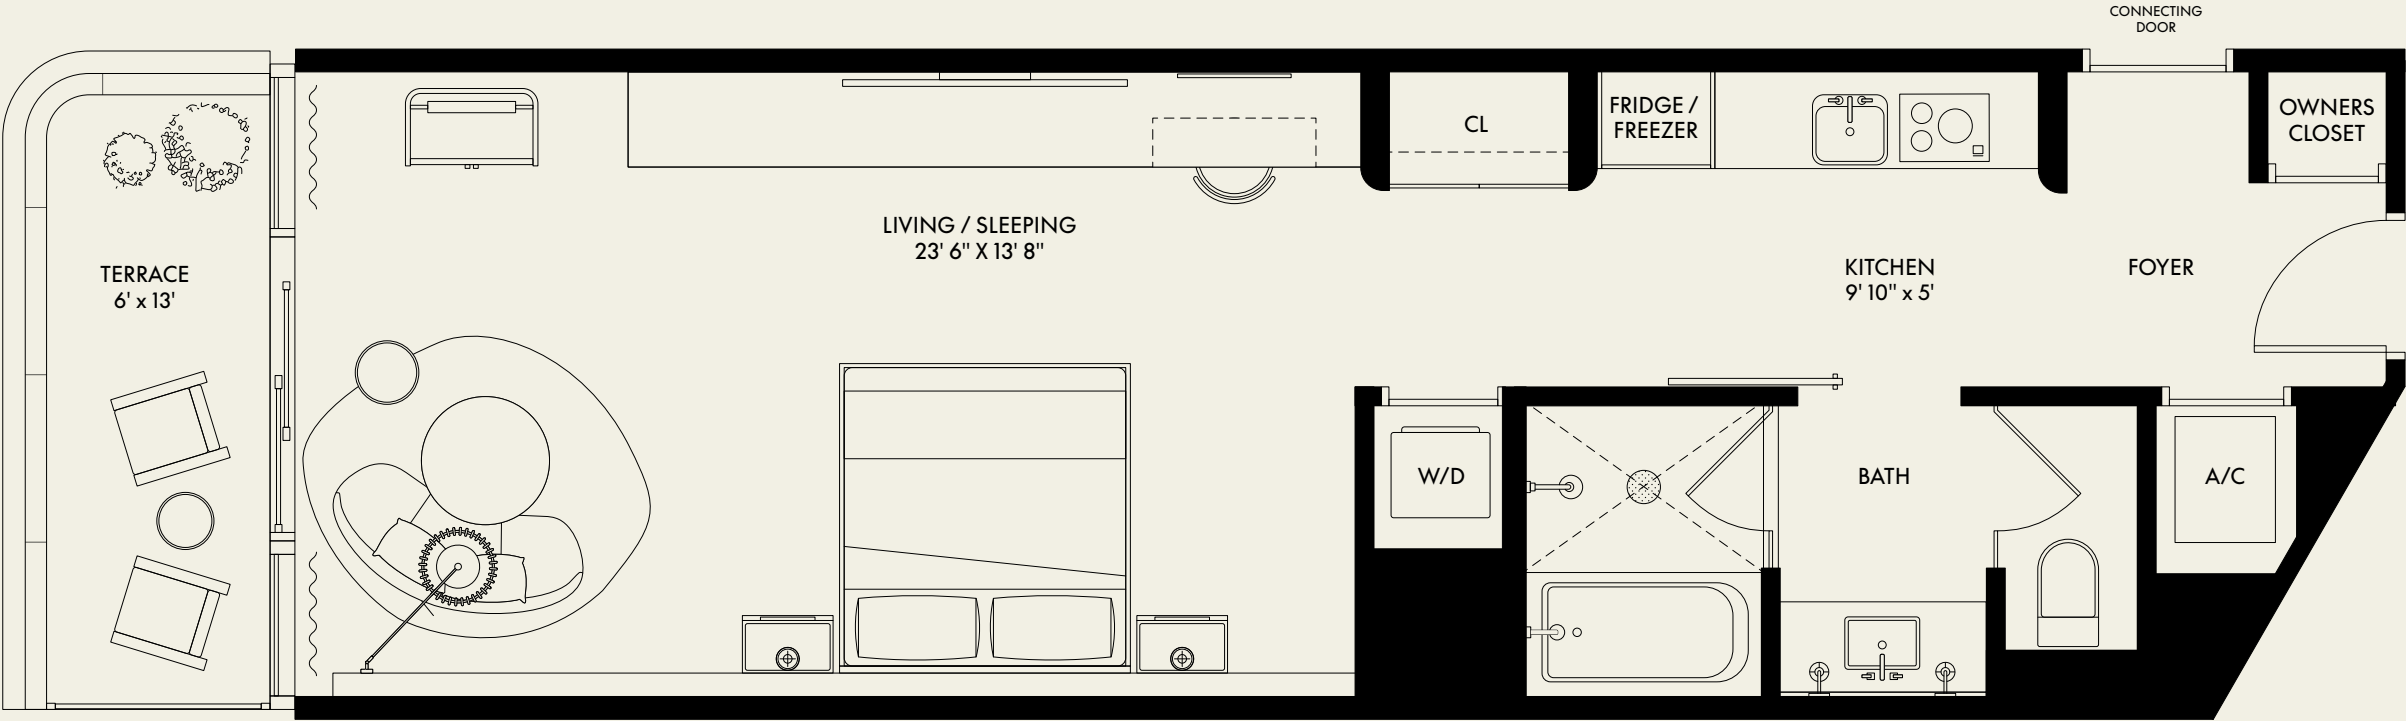 CONNECTING
DOOR
FRIDGE /
FREEZER
CL
OWNERS
CLOSET
LIVING / SLEEPING
23' 6" X 13' 8"
TERRACE
6' x 13'
KITCHEN
9' 10" x 5'
FOYER
W/D
BATH
A/C